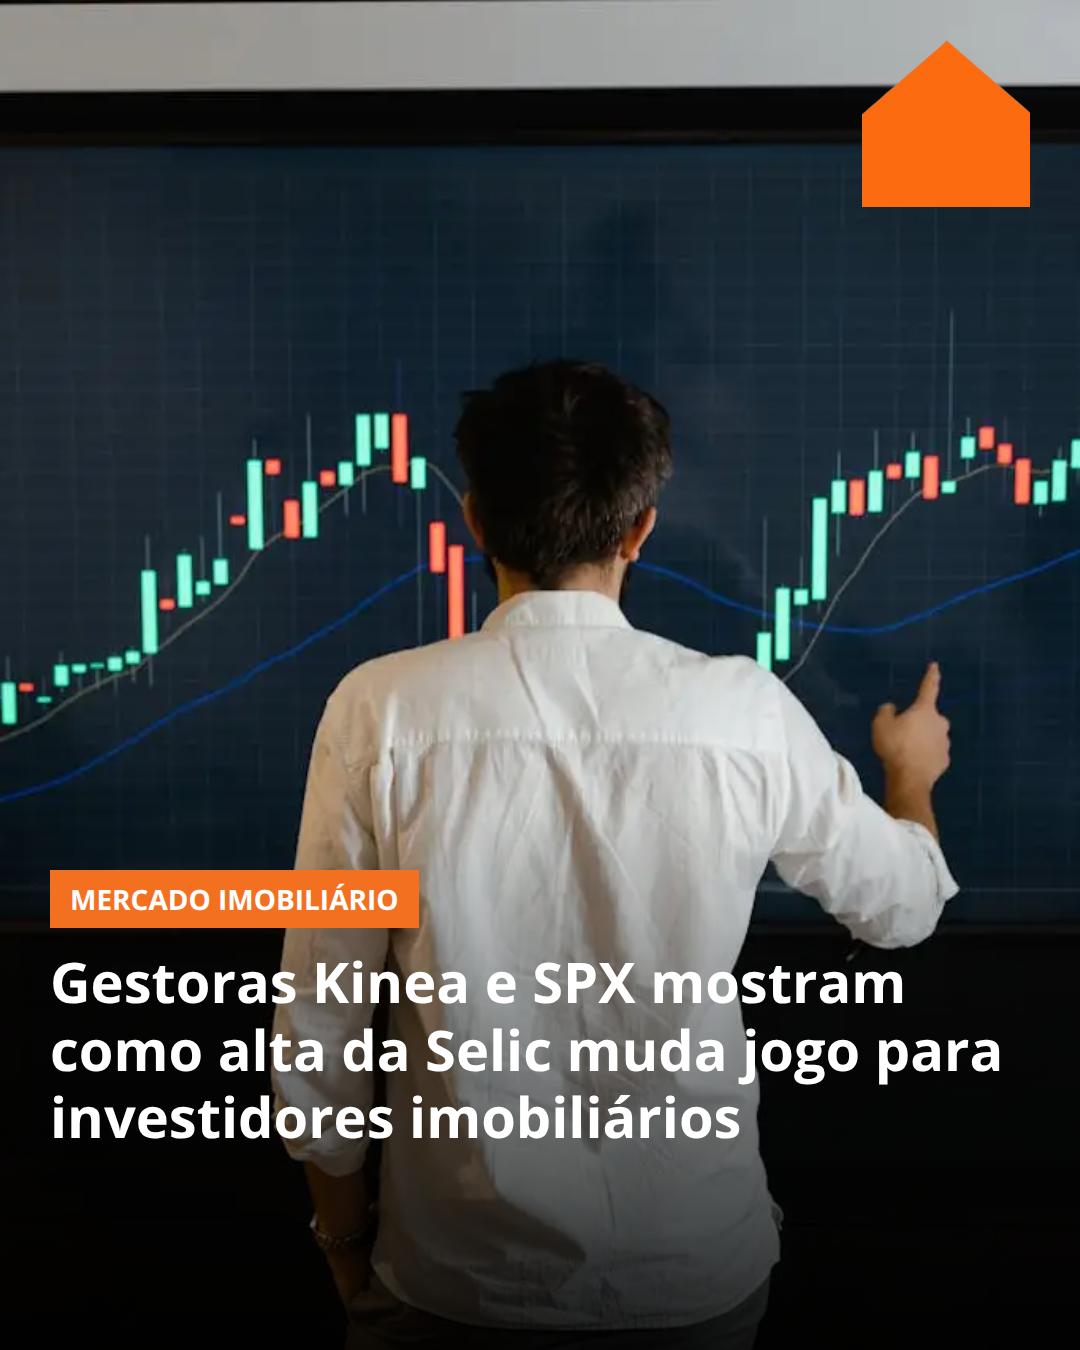 MERCADO IMOBILIÁRIO
Gestoras Kinea e SPX mostram
como alta da Selic muda jogo para
investidores imobiliários